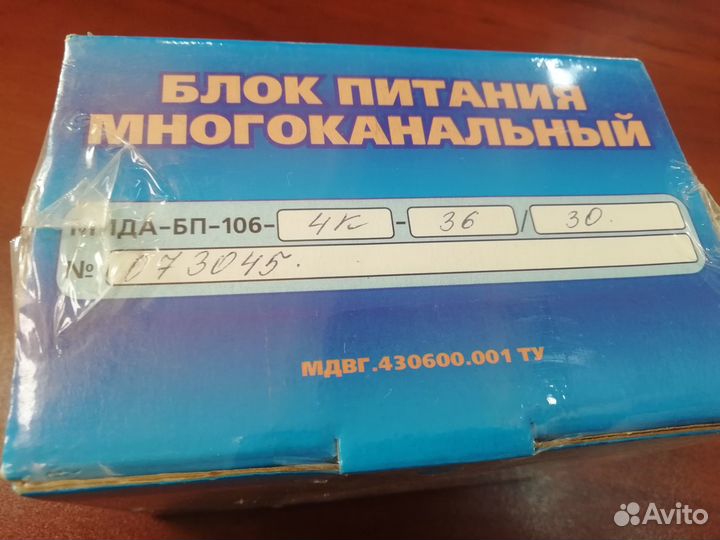 БЛОК ПИТАНИЯ
МНОГОКАНАЛЬНЫЙ
МИДА-БП-106-4К-36/30.
№ 073045.
МДВГ.430600.001 ТУ
Avito